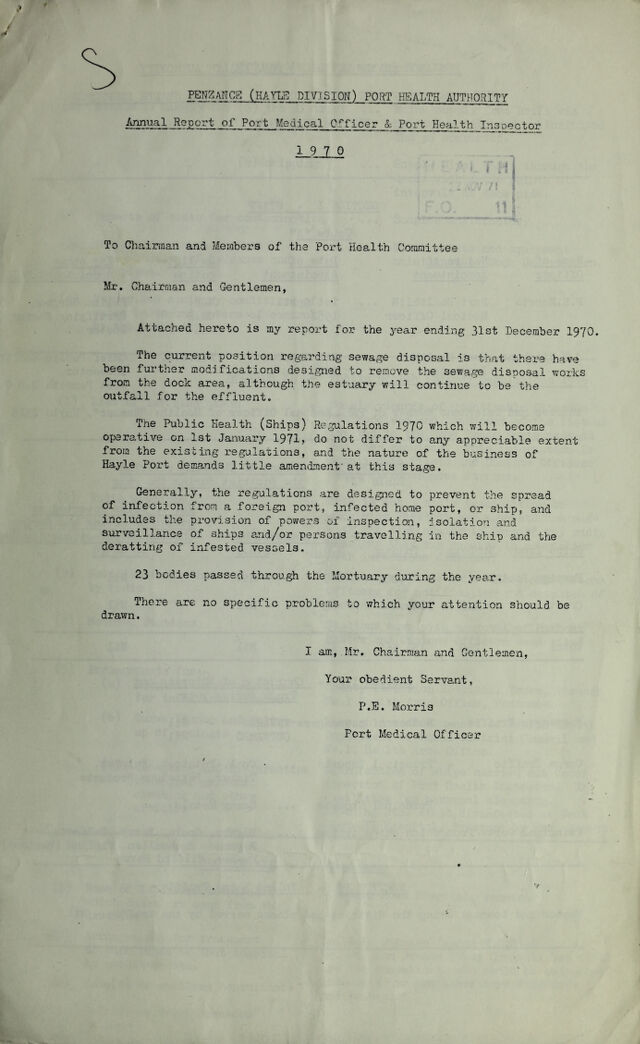 S
PENZANCE (HAYLE DIVISION) PORT HEALTH AUTHORITY
Annual Report of Port Medical Officer & Port Health Inspector
1970
HEALTH
71
F.O. 11
To Chairman and Members of the Port Health Committee
Mr. Chairman and Gentlemen,
Attached hereto is my report for the year ending 31st December 1970.
The current position regarding sewage disposal is that there have
been further modifications designed to remove the sewage disposal works
from the dock area, although the estuary will continue to be the
outfall for the effluent.
The Public Health (Ships) Regulations 1970 which will become
operative on 1st January 1971, do not differ to any appreciable extent
from the existing regulations, and the nature of the business of
Hayle Port demands little amendment at this stage.
Generally, the regulations are designed to prevent the spread
of infection from a foreign port, infected home port, or ship, and
includes the provision of powers of inspection, isolation and
surveillance of ships and/or persons travelling in the ship and the
deratting of infested vessels.
23 bodies passed through the Mortuary during the year.
There are no specific problems to which your attention should be
drawn.
I am, Mr. Chairman and Gentlemen,
Your obedient Servant,
P.E. Morris
Port Medical Officer